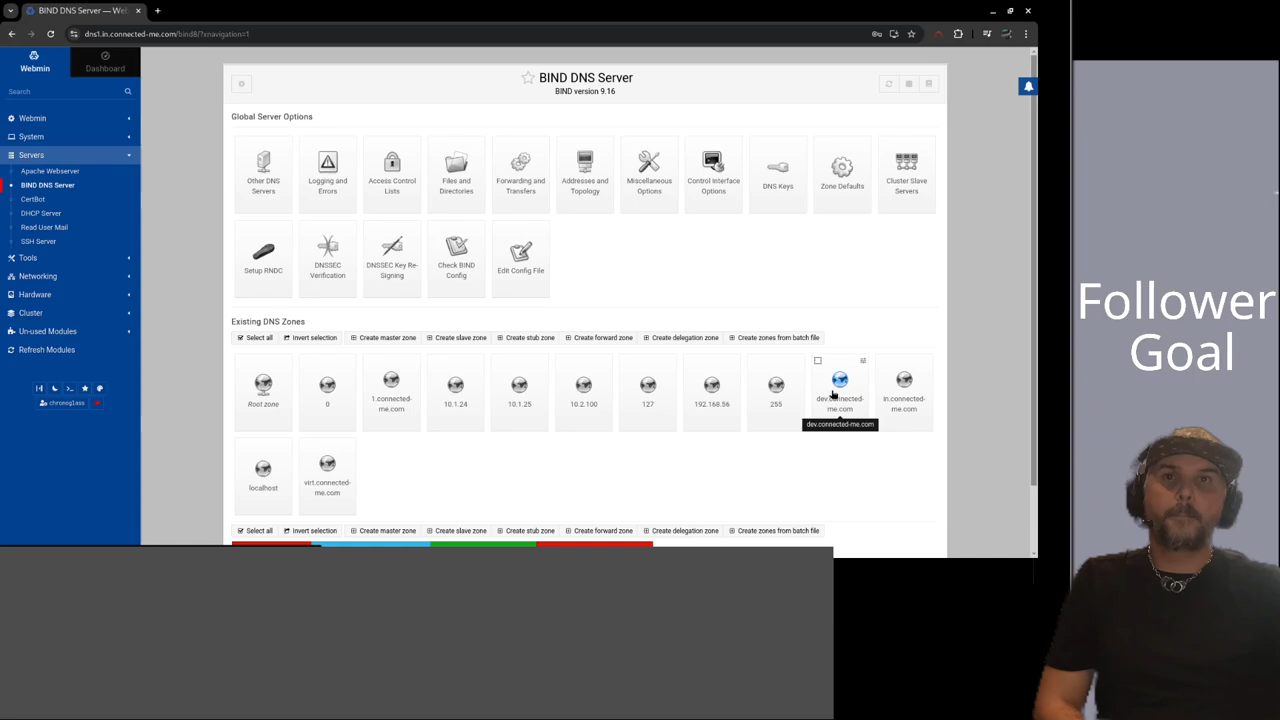 BIND DNS Server — Web
dns1.in.connected-me.com/bind8/?xnavigation=1
Webmin
Dashboard
Search
Webmin
System
Servers
Apache Webserver
BIND DNS Server
CertBot
DHCP Server
Read User Mail
SSH Server
Tools
Networking
Hardware
Cluster
Un-used Modules
Refresh Modules
chronoglass
BIND DNS Server
BIND version 9.16
Global Server Options
Other DNS Servers
Logging and Errors
Access Control Lists
Files and Directories
Forwarding and Transfers
Addresses and Topology
Miscellaneous Options
Control Interface Options
DNS Keys
Zone Defaults
Cluster Slave Servers
Setup RNDC
DNSSEC Verification
DNSSEC Key Re-Signing
Check BIND Config
Edit Config File
Existing DNS Zones
Select all Invert selection Create master zone Create slave zone Create stub zone Create forward zone Create delegation zone Create zones from batch file
Root zone
0
1.connected-me.com
10.1.24
10.1.25
10.2.100
127
192.168.56
255
dev.connected-me.com
in.connected-me.com
dev.connected-me.com
localhost
virt.connected-me.com
Select all Invert selection Create master zone Create slave zone Create stub zone Create forward zone Create delegation zone Create zones from batch file
Follower
Goal